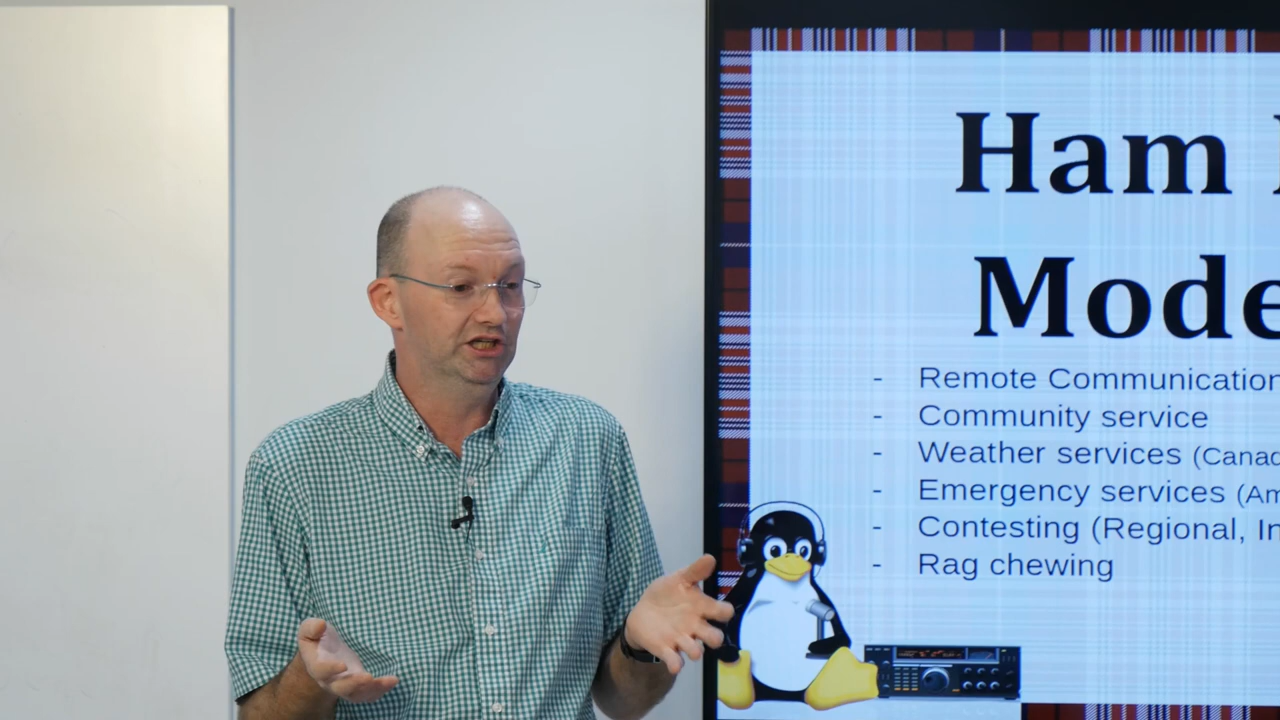 Ham
Mode
- Remote Communication
- Community service
- Weather services (Canad
- Emergency services (Am
- Contesting (Regional, In
- Rag chewing